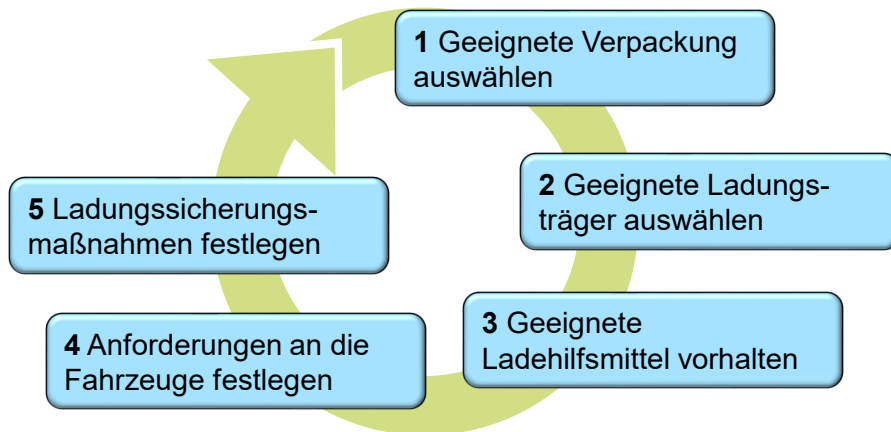 1 Geeignete Verpackung
auswählen
2 Geeignete Ladungs-
träger auswählen
3 Geeignete
Ladehilfsmittel vorhalten
4 Anforderungen an die
Fahrzeuge festlegen
5 Ladungssicherungs-
maßnahmen festlegen